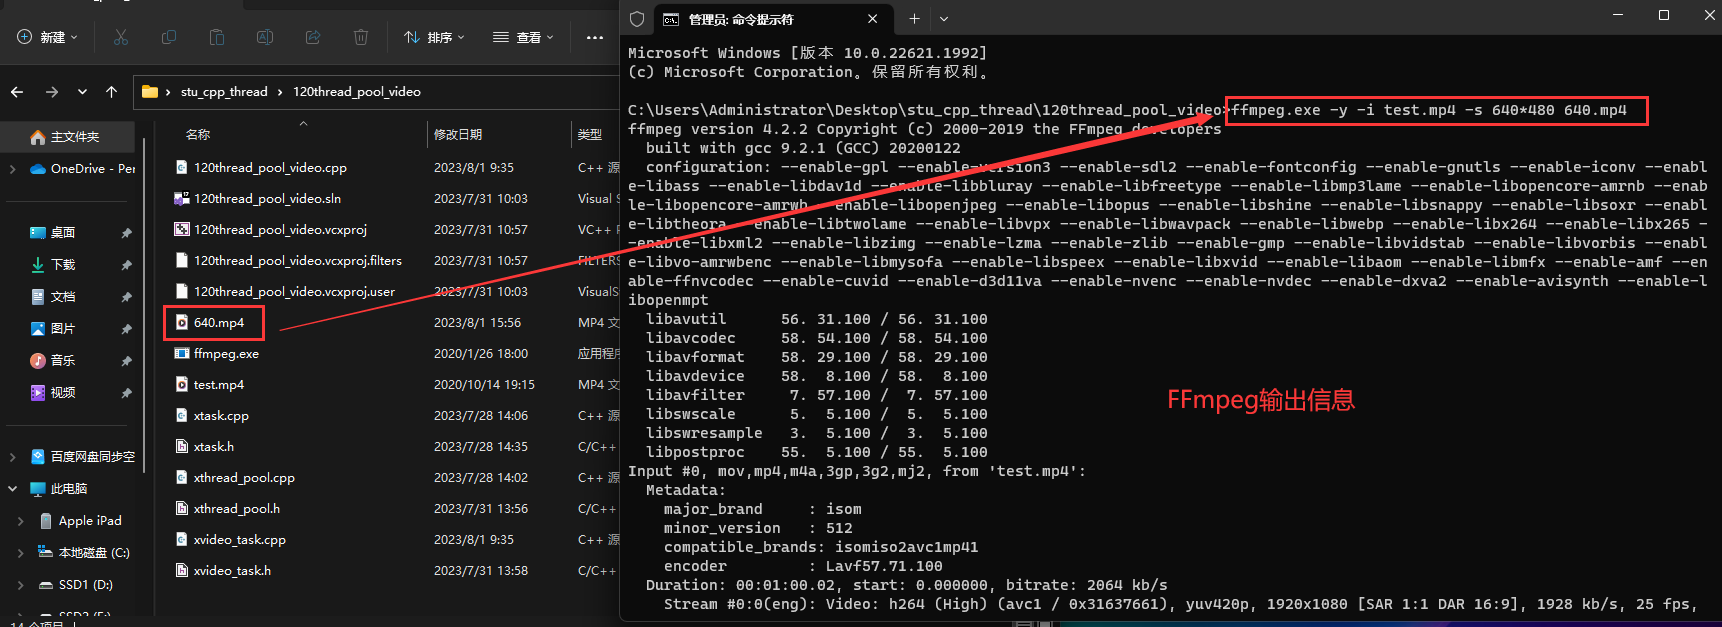 新建
排序
查看
stu_cpp_thread
120thread_pool_video
主文件夹
OneDrive - Per
桌面
下载
文档
图片
音乐
视频
百度网盘同步空
此电脑
Apple iPad
本地磁盘 (C:)
SSD1 (D:)
名称 修改日期 类型
120thread_pool_video.cpp 2023/8/1 9:35 C++ 源
120thread_pool_video.sln 2023/7/31 10:03 Visual S
120thread_pool_video.vcxproj 2023/7/31 10:57 VC++ P
120thread_pool_video.vcxproj.filters 2023/7/31 10:57 FILTERS
120thread_pool_video.vcxproj.user 2023/7/31 10:03 VisualS
640.mp4 2023/8/1 15:56 MP4 文
ffmpeg.exe 2020/1/26 18:00 应用程序
test.mp4 2020/10/14 19:15 MP4 文
xtask.cpp 2023/7/28 14:06 C++ 源
xtask.h 2023/7/28 14:35 C/C++
xthread_pool.cpp 2023/7/28 14:02 C++ 源
xthread_pool.h 2023/7/31 13:56 C/C++
xvideo_task.cpp 2023/8/1 9:35 C++ 源
xvideo_task.h 2023/7/31 13:58 C/C++
管理员: 命令提示符
Microsoft Windows [版本 10.0.22621.1992]
(c) Microsoft Corporation。保留所有权利。
C:\Users\Administrator\Desktop\stu_cpp_thread\120thread_pool_video>ffmpeg.exe -y -i test.mp4 -s 640*480 640.mp4
ffmpeg version 4.2.2 Copyright (c) 2000-2019 the FFmpeg developers
built with gcc 9.2.1 (GCC) 20200122
configuration: --enable-gpl --enable-version3 --enable-sdl2 --enable-fontconfig --enable-gnutls --enable-iconv --enabl
e-libass --enable-libdav1d --enable-libbluray --enable-libfreetype --enable-libmp3lame --enable-libopencore-amrnb --enab
le-libopencore-amrwb --enable-libopenjpeg --enable-libopus --enable-libshine --enable-libsnappy --enable-libsoxr --enabl
e-libtheora --enable-libtwolame --enable-libvpx --enable-libwavpack --enable-libwebp --enable-libx264 --enable-libx265 -
-enable-libxml2 --enable-libzimg --enable-lzma --enable-zlib --enable-gmp --enable-libvidstab --enable-libvorbis --enabl
e-libvo-amrwbenc --enable-libmysofa --enable-libspeex --enable-libxvid --enable-libaom --enable-libmfx --enable-amf --en
able-ffnvcodec --enable-cuvid --enable-d3d11va --enable-nvenc --enable-nvdec --enable-dxva2 --enable-avisynth --enable-l
ibopenmpt
libavutil 56. 31.100 / 56. 31.100
libavcodec 58. 54.100 / 58. 54.100
libavformat 58. 29.100 / 58. 29.100
libavdevice 58. 8.100 / 58. 8.100
libavfilter 7. 57.100 / 7. 57.100
libswscale 5. 5.100 / 5. 5.100
libswresample 3. 5.100 / 3. 5.100
libpostproc 55. 5.100 / 55. 5.100
Input #0, mov,mp4,m4a,3gp,3g2,mj2, from 'test.mp4':
Metadata:
major_brand : isom
minor_version : 512
compatible_brands: isomiso2avc1mp41
encoder : Lavf57.71.100
Duration: 00:01:00.02, start: 0.000000, bitrate: 2064 kb/s
Stream #0:0(eng): Video: h264 (High) (avc1 / 0x31637661), yuv420p, 1920x1080 [SAR 1:1 DAR 16:9], 1928 kb/s, 25 fps,
FFmpeg输出信息